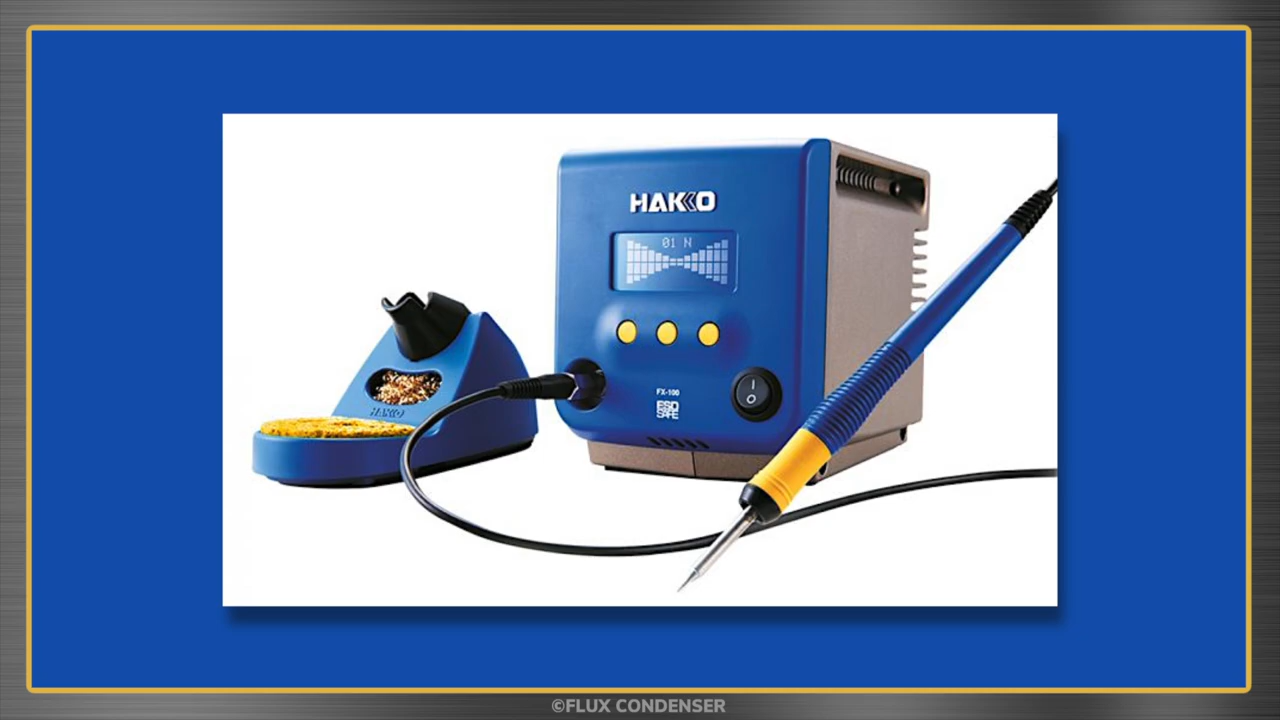 HAKKO
01 N
FX-100
ESD
SAFE
HAKKO
©FLUX CONDENSER